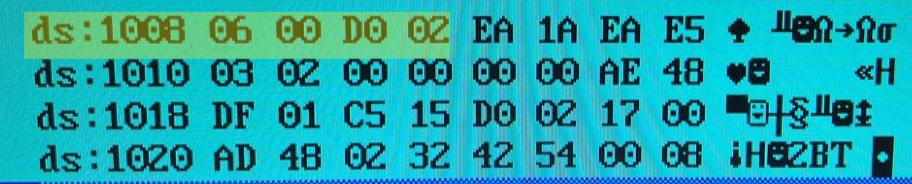 ds:1008 06 00 D0 02 EA 1A EA E5 ♠ ╨☻Ω→Ωσ
ds:1010 03 02 00 00 00 00 AE 48 ♥☻    «H
ds:1018 DF 01 C5 15 D0 02 17 00 ▀☺┼§╨☻↨
ds:1020 AD 48 02 32 42 54 00 08 ¡H☻2BT ◘